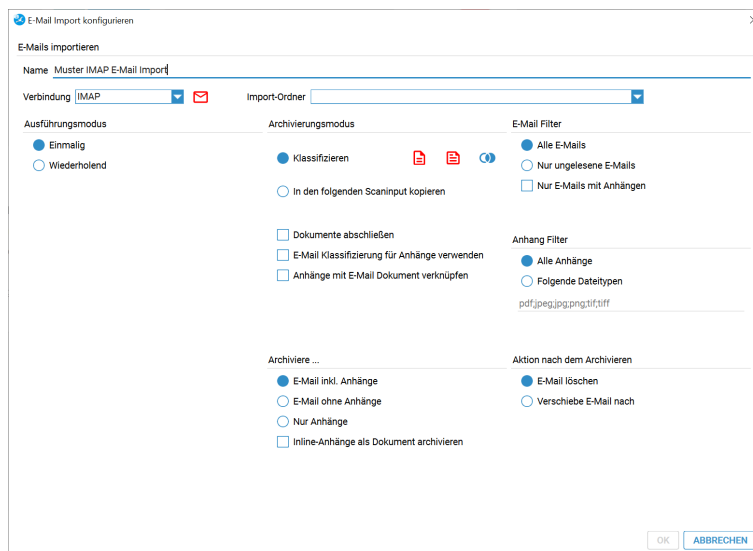 E-Mail Import konfigurieren
E-Mails importieren
Name Muster IMAP E-Mail Import
Verbindung IMAP Import-Ordner
Ausführungsmodus Archivierungsmodus E-Mail Filter
Einmalig Klassifizieren Alle E-Mails
Wiederholend In den folgenden Scaninput kopieren Nur ungelesene E-Mails
Nur E-Mails mit Anhängen
Dokumente abschließen
E-Mail Klassifizierung für Anhänge verwenden
Anhänge mit E-Mail Dokument verknüpfen
Anhang Filter
Alle Anhänge
Folgende Dateitypen
pdf;jpeg;jpg;png;tif;tiff
Archiviere ... Aktion nach dem Archivieren
E-Mail inkl. Anhänge E-Mail löschen
E-Mail ohne Anhänge Verschiebe E-Mail nach
Nur Anhänge
Inline-Anhänge als Dokument archivieren
OK ABBRECHEN